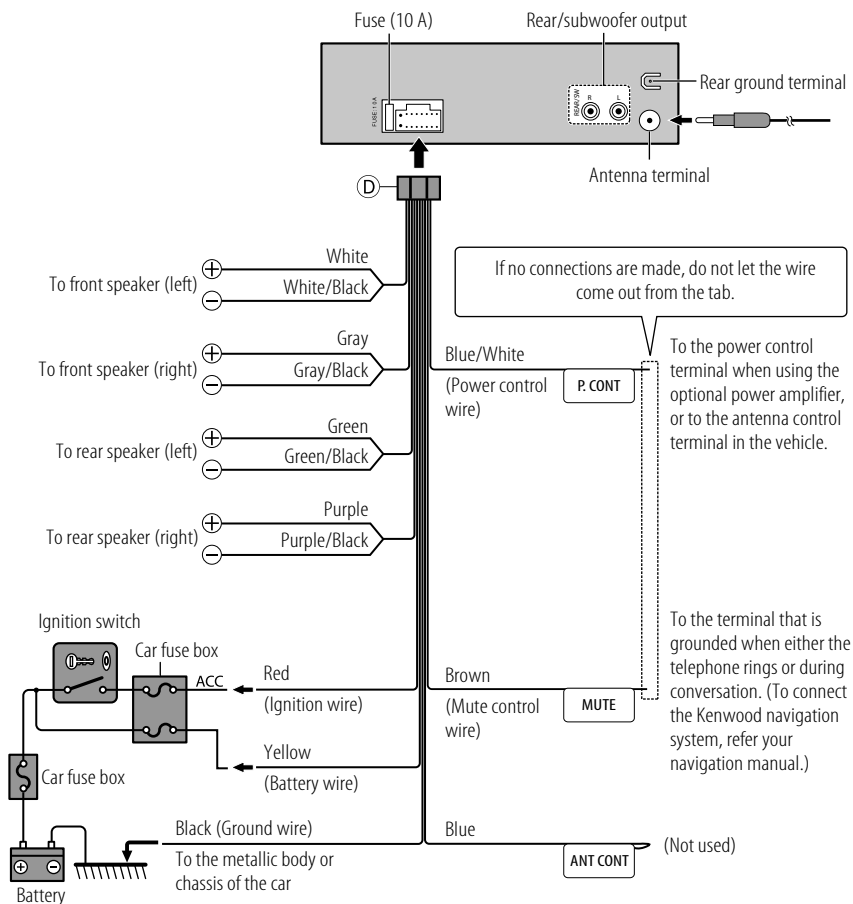 Fuse (10 A)
Rear/subwoofer output
Rear ground terminal
FUSE:10A
REAR/SW
R
L
Antenna terminal
D
White
To front speaker (left)
White/Black
Gray
To front speaker (right)
Gray/Black
Green
To rear speaker (left)
Green/Black
Purple
To rear speaker (right)
Purple/Black
If no connections are made, do not let the wire
come out from the tab.
Blue/White
(Power control
wire)
P. CONT
To the power control
terminal when using the
optional power amplifier,
or to the antenna control
terminal in the vehicle.
Ignition switch
Car fuse box
ACC
Red
(Ignition wire)
Brown
(Mute control
wire)
MUTE
To the terminal that is
grounded when either the
telephone rings or during
conversation. (To connect
the Kenwood navigation
system, refer your
navigation manual.)
Yellow
(Battery wire)
Car fuse box
Black (Ground wire)
To the metallic body or
chassis of the car
Blue
ANT CONT
(Not used)
Battery